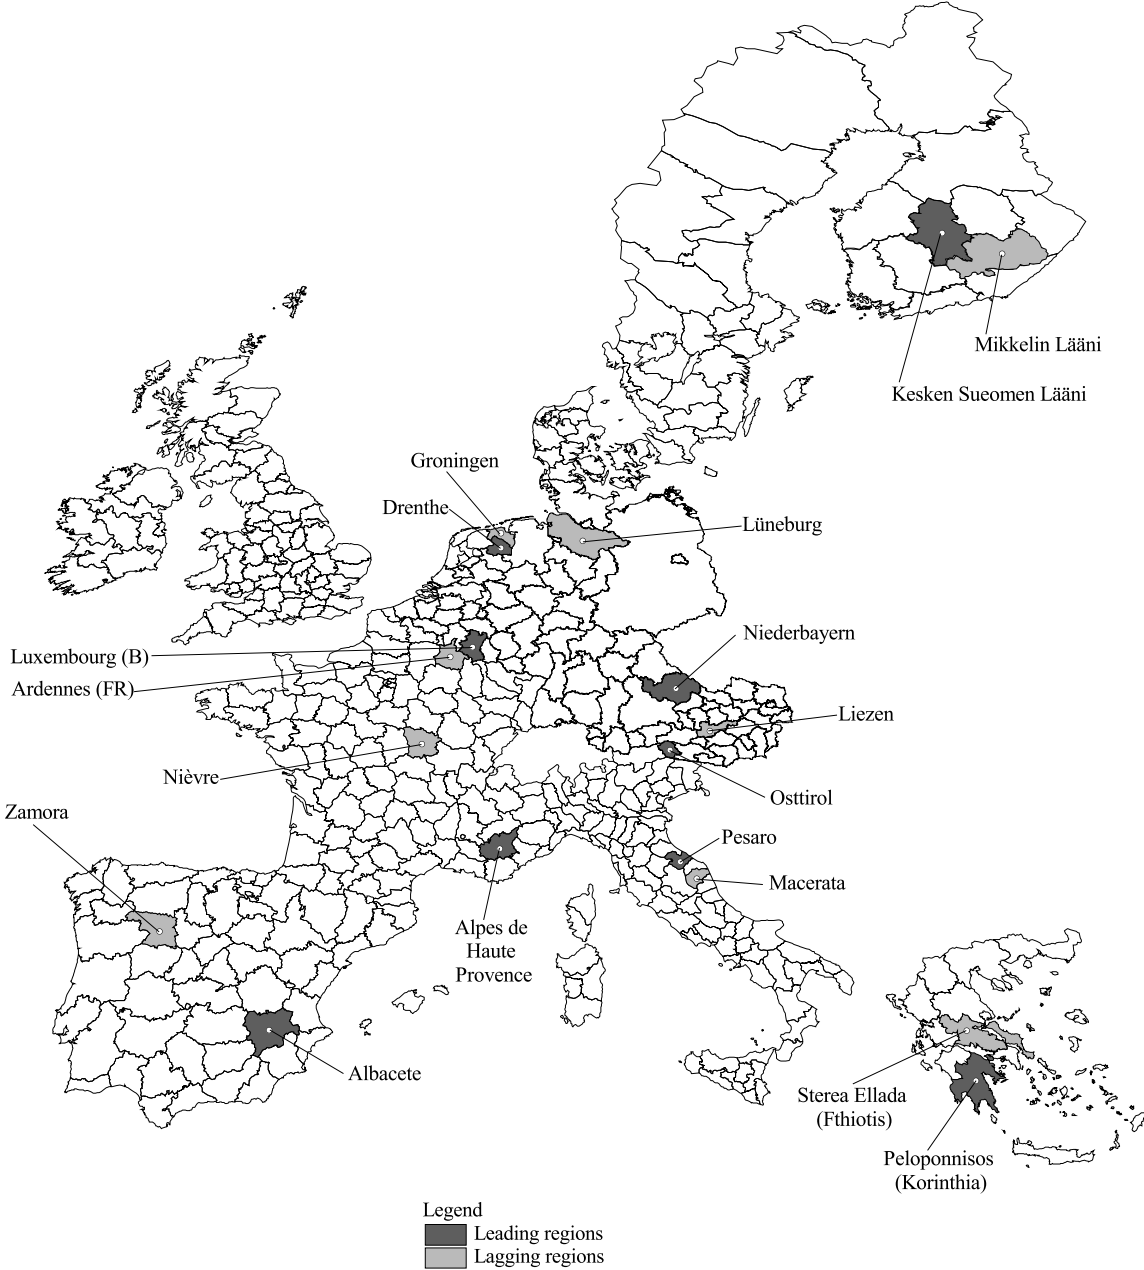 Mikkelin Lääni
Kesken Sueomen Lääni
Groningen
Drenthe
Lüneburg
Niederbayern
Luxembourg (B)
Ardennes (FR)
Liezen
Nièvre
Osttirol
Zamora
Pesaro
Macerata
Alpes de
Haute
Provence
Albacete
Sterea Ellada
(Fthiotis)
Peloponnisos
(Korinthia)
Legend
Leading regions
Lagging regions